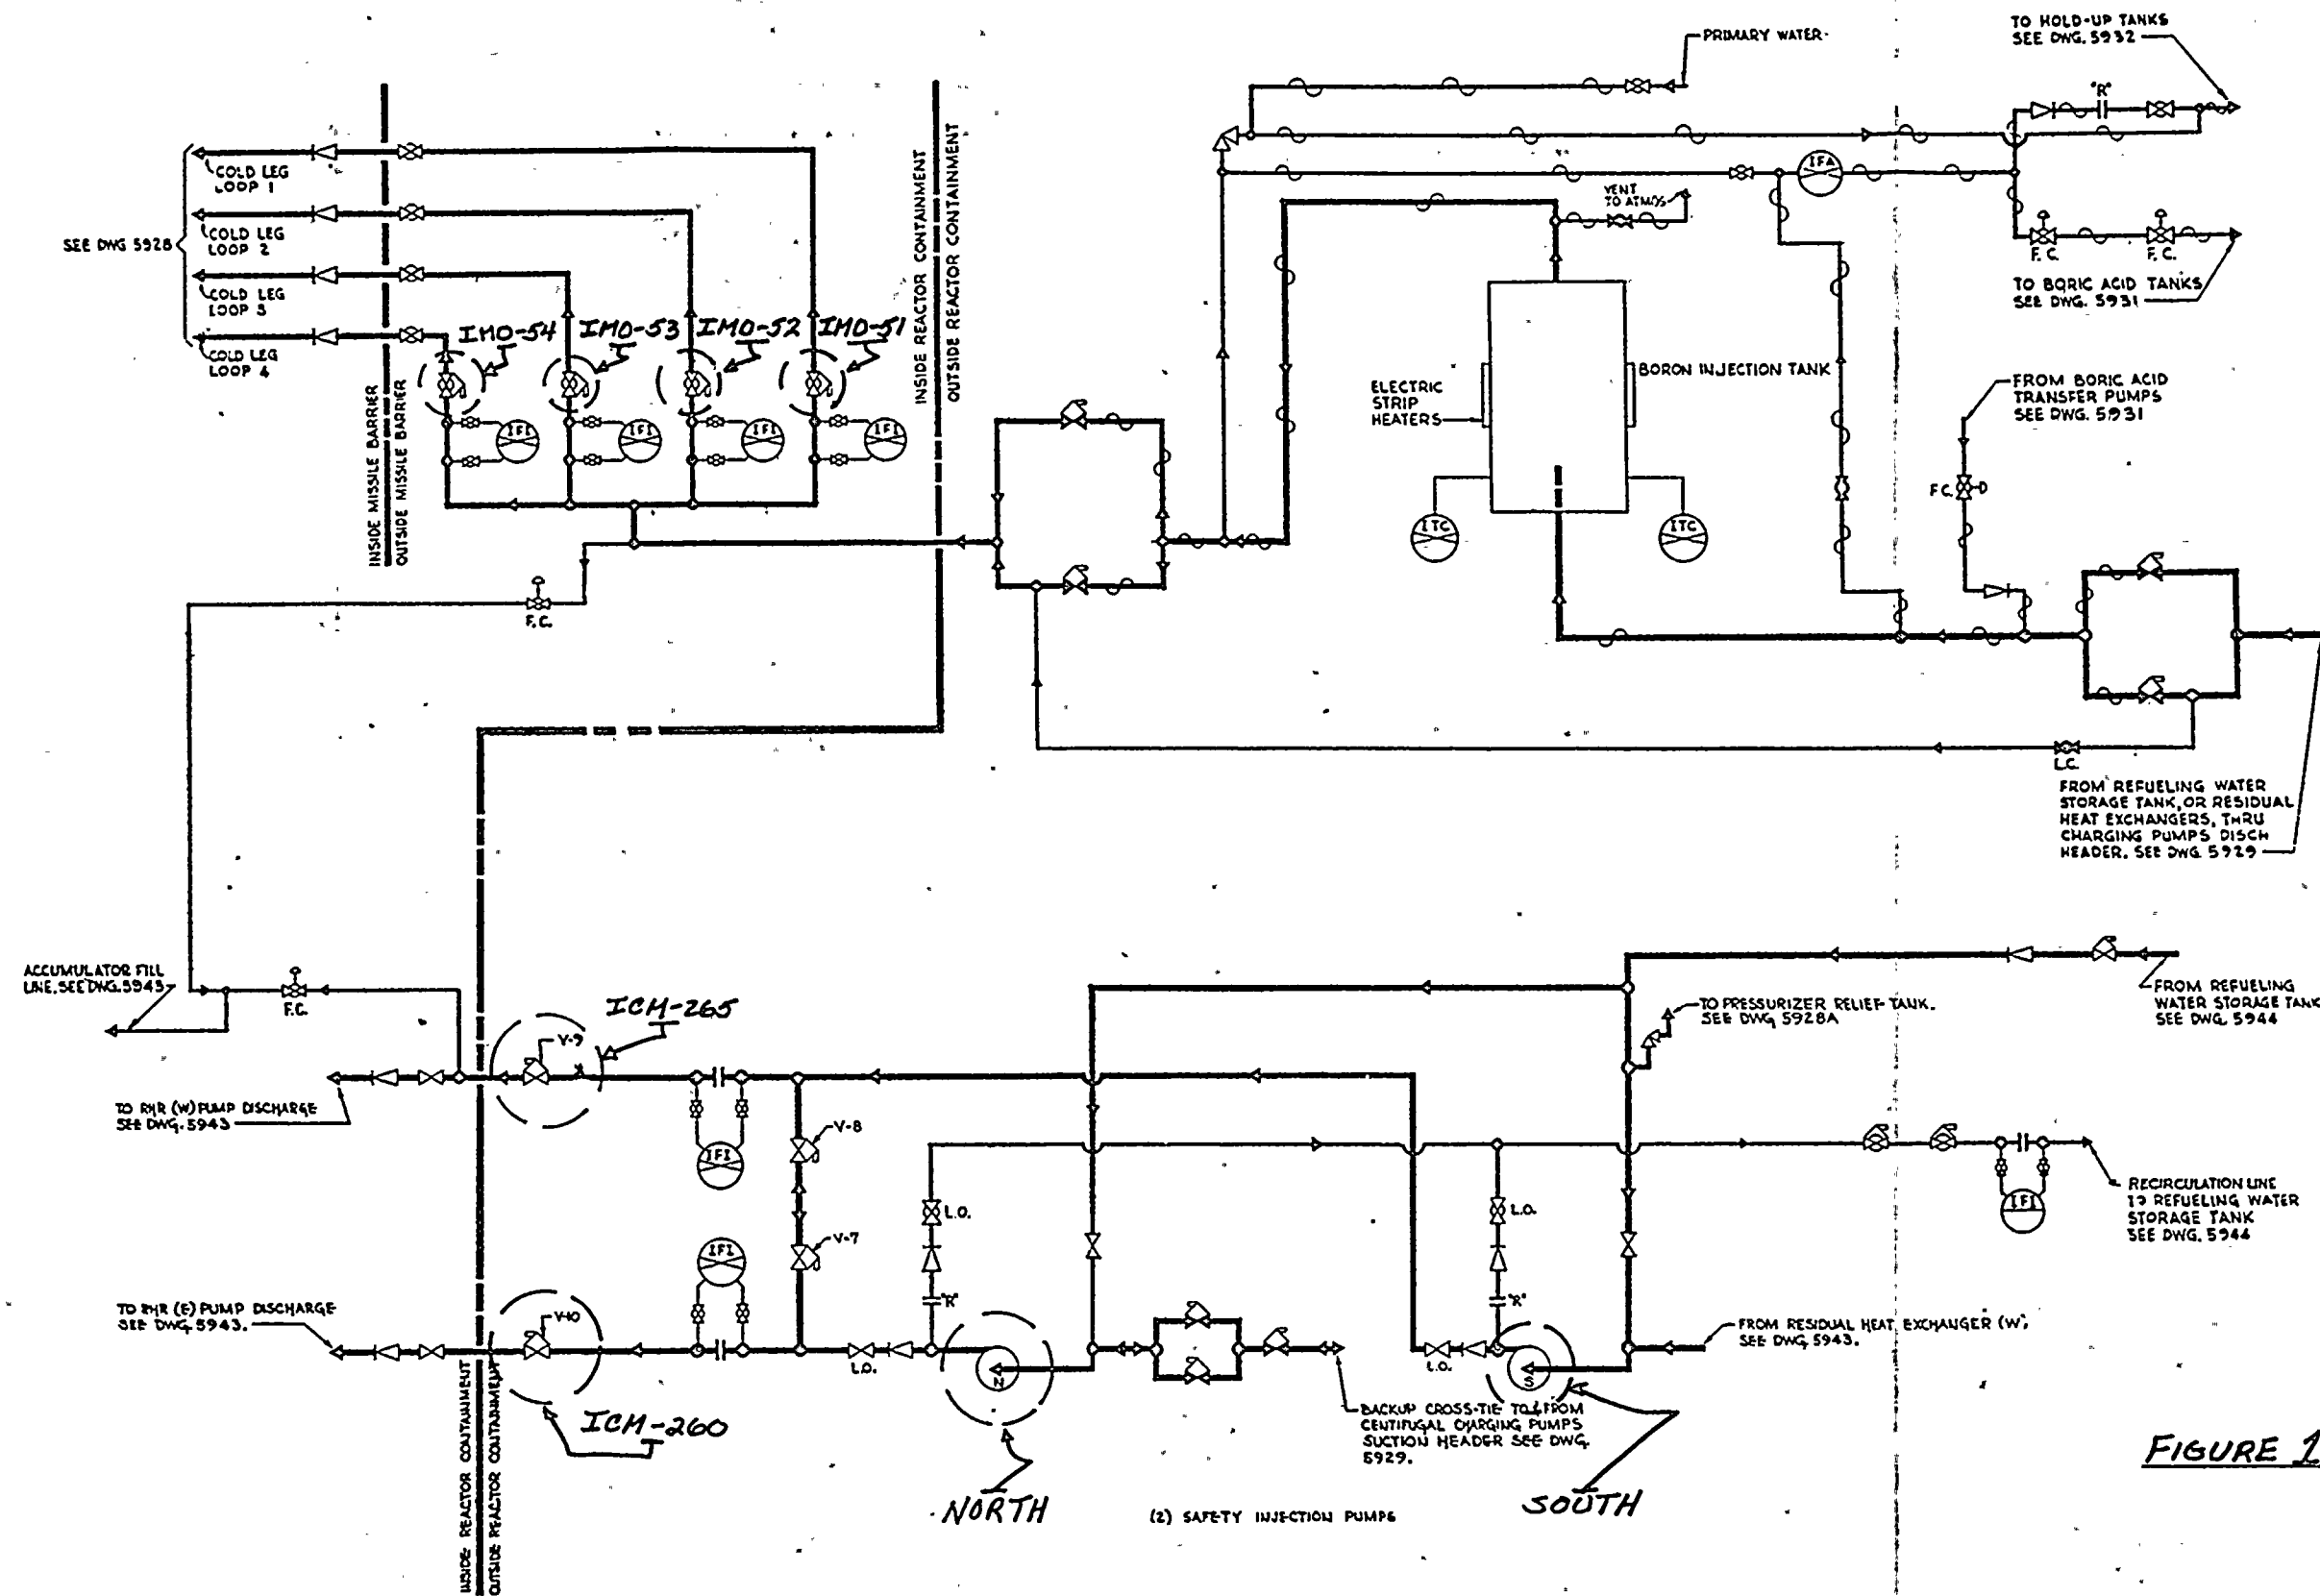 TO HOLD-UP TANKS
SEE DWG. 5932
PRIMARY WATER
"R"
IFA
VENT
TO ATMOS
F.C.
F.C.
TO BORIC ACID TANKS
SEE DWG. 5931
SEE DWG 5928
COLD LEG
LOOP 1
COLD LEG
LOOP 2
COLD LEG
LOOP 3
COLD LEG
LOOP 4
IMO-54
IMO-53
IMO-52
IMO-51
IFI
IFI
IFI
IFI
INSIDE MISSILE BARRIER
OUTSIDE MISSILE BARRIER
INSIDE REACTOR CONTAINMENT
OUTSIDE REACTOR CONTAINMENT
ELECTRIC
STRIP
HEATERS
BORON INJECTION TANK
ITC
ITC
FROM BORIC ACID
TRANSFER PUMPS
SEE DWG. 5931
F.C.
F.C.
L.C.
FROM REFUELING WATER
STORAGE TANK, OR RESIDUAL
HEAT EXCHANGERS, THRU
CHARGING PUMPS DISCH
HEADER. SEE DWG 5929
ACCUMULATOR FILL
LINE, SEE DWG. 5943
F.C.
ICM-265
V-9
TO PRESSURIZER RELIEF TANK.
SEE DWG 5928A
FROM REFUELING
WATER STORAGE TANK
SEE DWG. 5944
TO RHR (W) PUMP DISCHARGE
SEE DWG. 5943
IFI
V-8
V-7
IFI
L.O.
L.O.
"R"
"R"
IFI
RECIRCULATION LINE
TO REFUELING WATER
STORAGE TANK
SEE DWG. 5944
TO RHR (E) PUMP DISCHARGE
SEE DWG. 5943.
V-10
L.O.
N
L.O.
S
FROM RESIDUAL HEAT EXCHANGER (W).
SEE DWG 5943.
ICM-260
BACKUP CROSS-TIE TO & FROM
CENTIFUGAL CHARGING PUMPS
SUCTION HEADER SEE DWG.
5929.
INSIDE REACTOR CONTAINMENT
OUTSIDE REACTOR CONTAINMENT
NORTH
(2) SAFETY INJECTION PUMPS
SOUTH
FIGURE 1